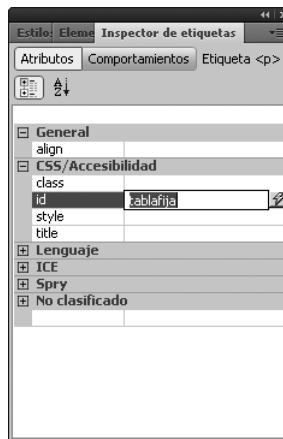 Estilo: Eleme Inspector de etiquetas
Atributos Comportamientos Etiqueta <p>
AZ
General
align
CSS/Accesibilidad
class
id tablafija
style
title
Lenguaje
ICE
Spry
No clasificado